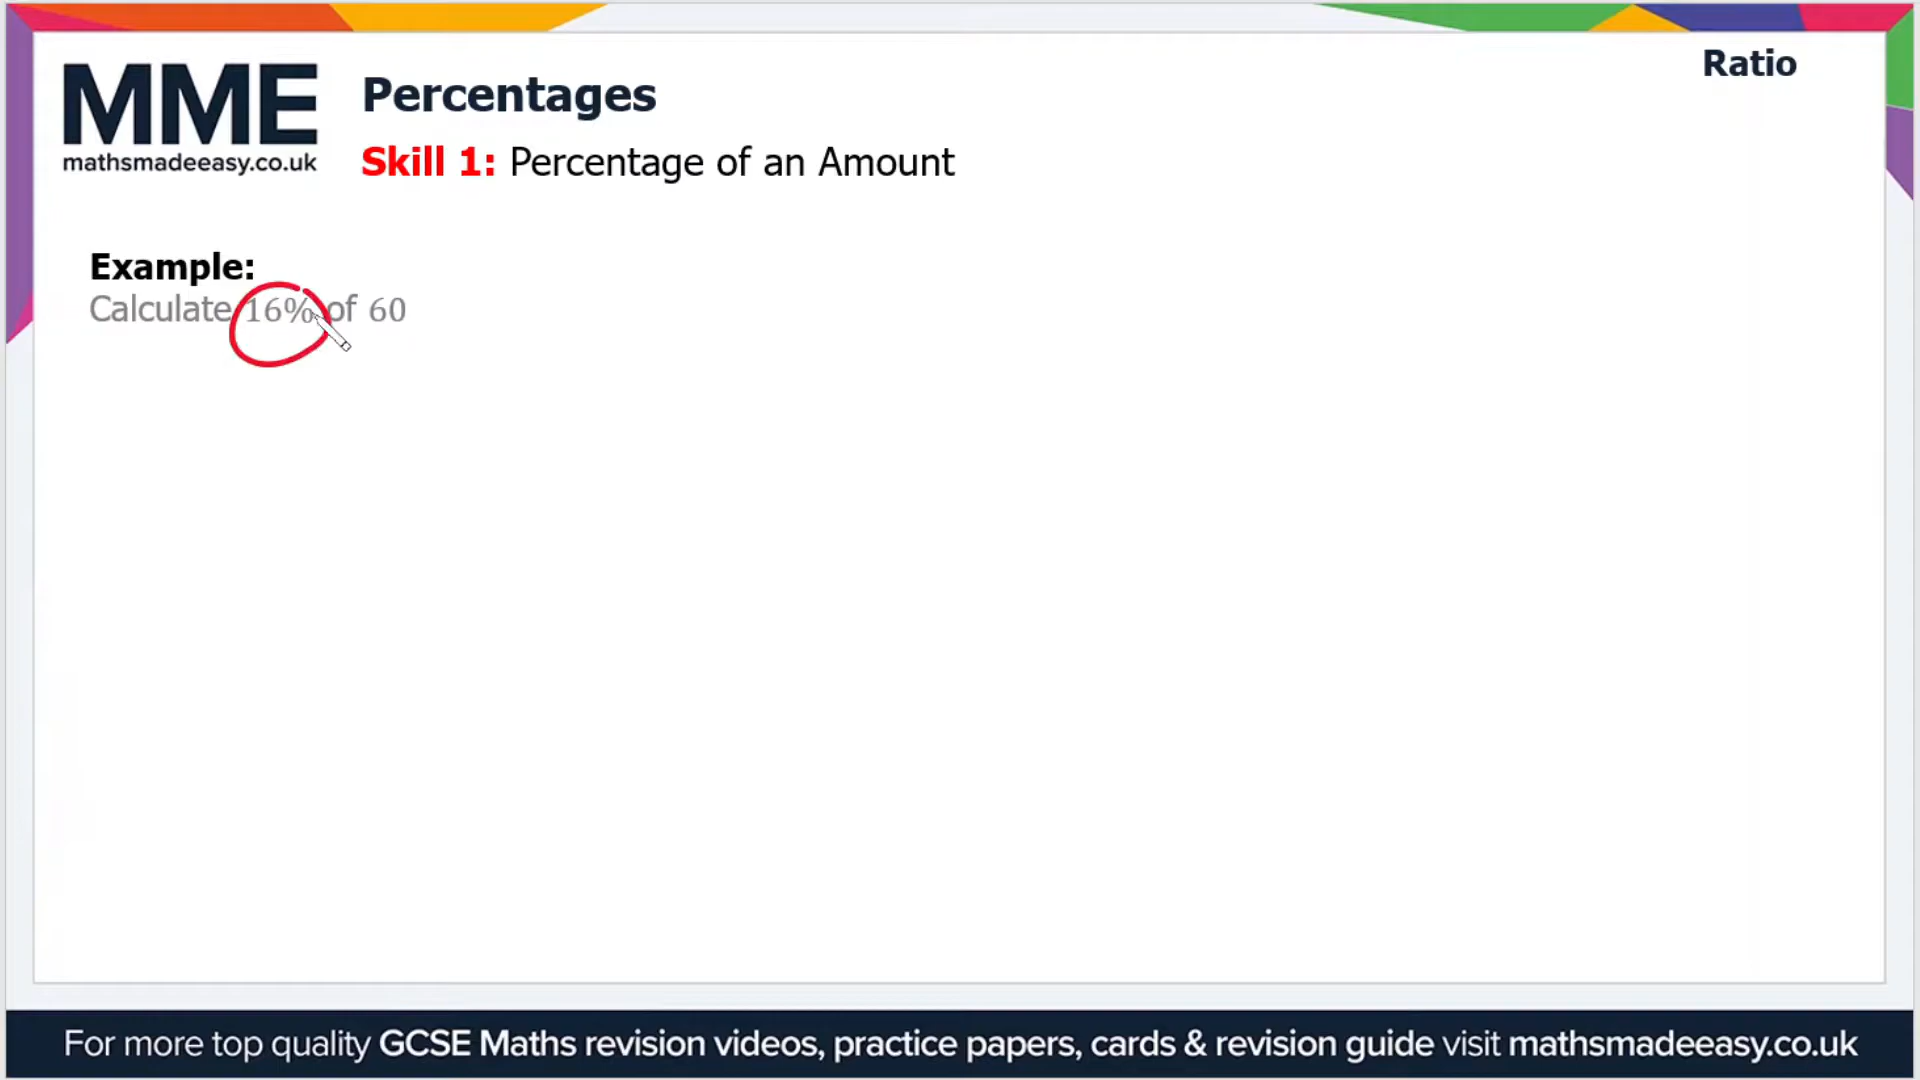 Ratio
MME
mathsmadeeasy.co.uk
Percentages
Skill 1: Percentage of an Amount
Example:
Calculate 16% of 60
For more top quality GCSE Maths revision videos, practice papers, cards & revision guide visit mathsmadeeasy.co.uk